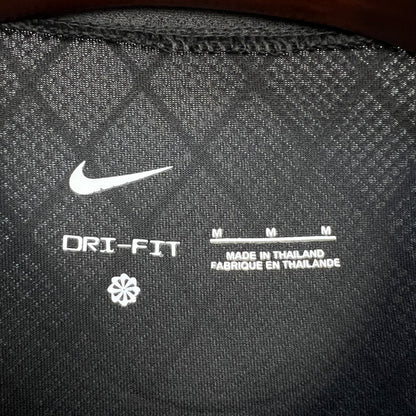 DRI-FIT
M M M
MADE IN THAILAND
FABRIQUE EN THAILANDE